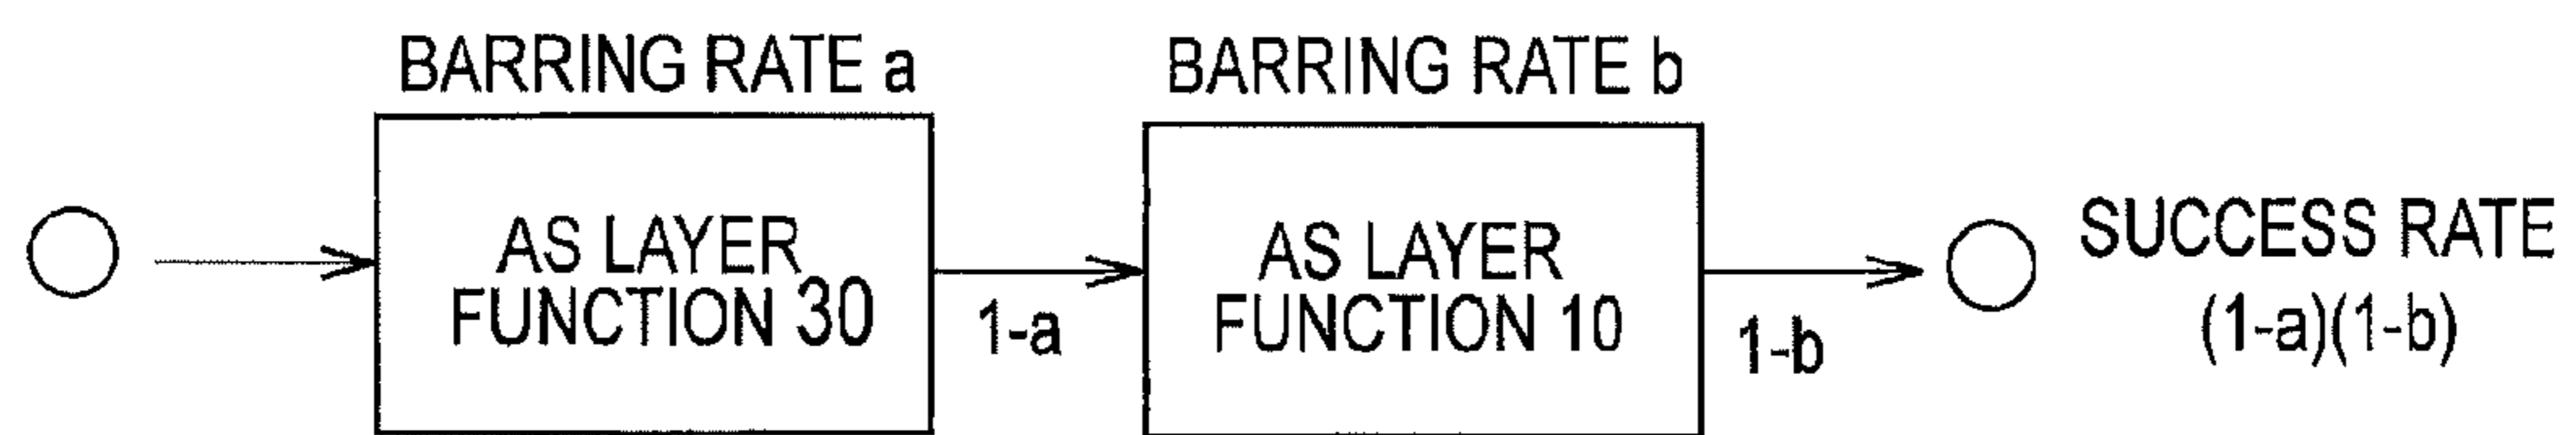 BARRING RATE a
BARRING RATE b
AS LAYER
FUNCTION 30
1-a
AS LAYER
FUNCTION 10
1-b
SUCCESS RATE
(1-a)(1-b)